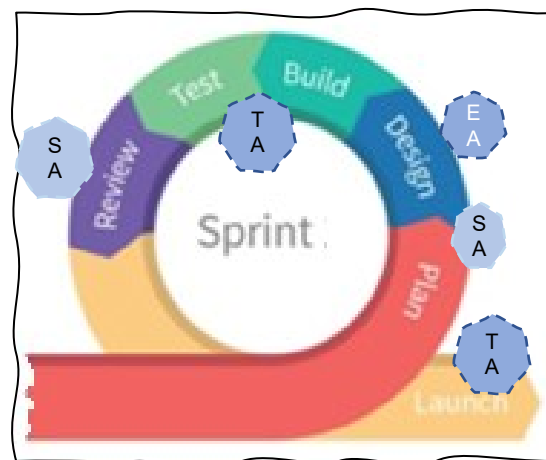 Test
Build
Design
Review
Plan
Launch
Sprint
T
A
E
A
S
A
S
A
T
A